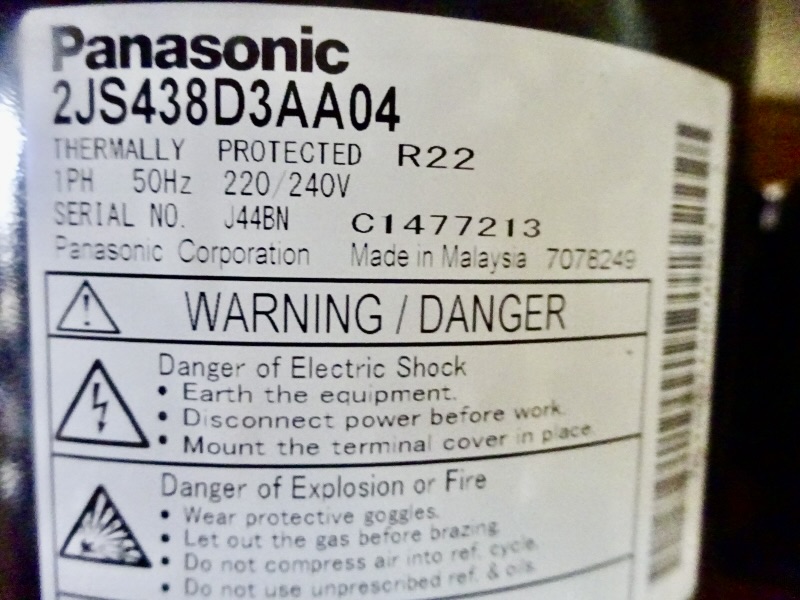 Panasonic
2JS438D3AA04
THERMALLY PROTECTED R22
1PH 50Hz 220/240V
SERIAL NO. J44BN C1477213
Panasonic Corporation Made in Malaysia 7078249
WARNING / DANGER
Danger of Electric Shock
• Earth the equipment.
• Disconnect power before work.
• Mount the terminal cover in place.
Danger of Explosion or Fire
• Wear protective goggles.
• Let out the gas before brazing.
• Do not compress air into ref. cycle.
• Do not use unprescribed ref. & oils.